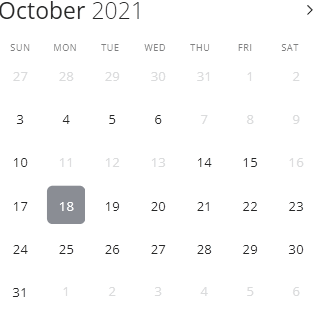 October 2021 >
SUN MON TUE WED THU FRI SAT
27 28 29 30 31 1 2
3 4 5 6 7 8 9
10 11 12 13 14 15 16
17 18 19 20 21 22 23
24 25 26 27 28 29 30
31 1 2 3 4 5 6